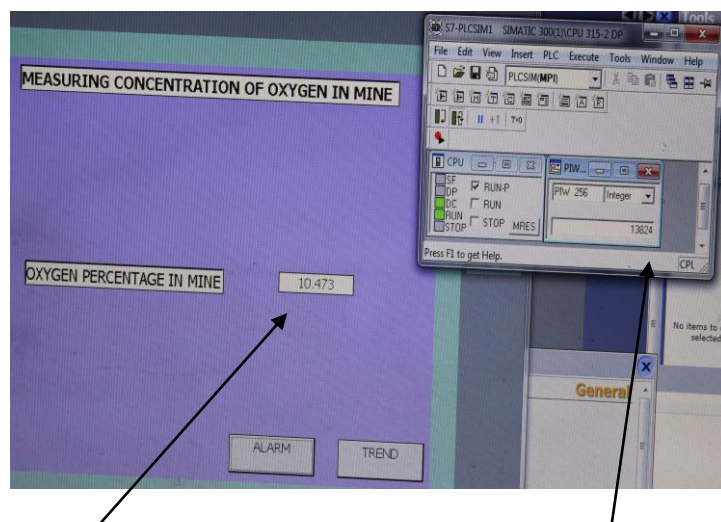 Tools
S7-PLCSIM1 SIMATIC 300(1)\CPU 315-2 DP
File Edit View Insert PLC Execute Tools Window Help
PLCSIM(MPI)
+1 T=0
CPU
PIW...
SF
DP
DC
RUN
STOP
RUN-P
RUN
STOP
MRES
PIW 256
Integer
13824
Press F1 to get Help.
CPL
MEASURING CONCENTRATION OF OXYGEN IN MINE
OXYGEN PERCENTAGE IN MINE
10.473
ALARM
TREND
No items to
selected
General